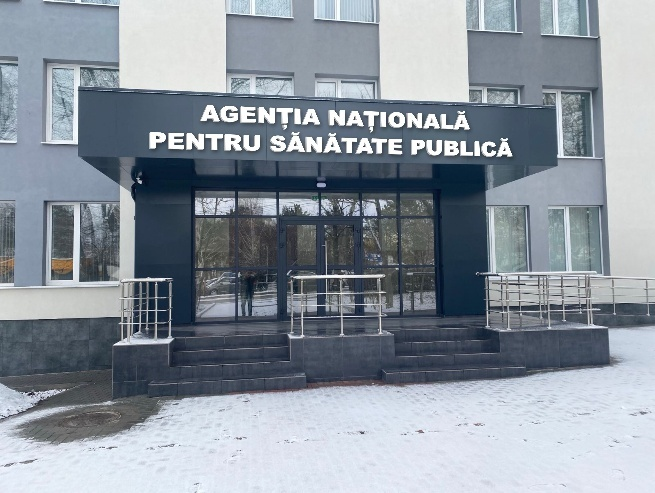 AGENȚIA NAȚIONALĂ
PENTRU SĂNĂTATE PUBLICĂ